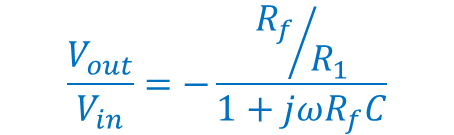 V_out / V_in = − (R_f / R_1) / (1 + jωR_f C)